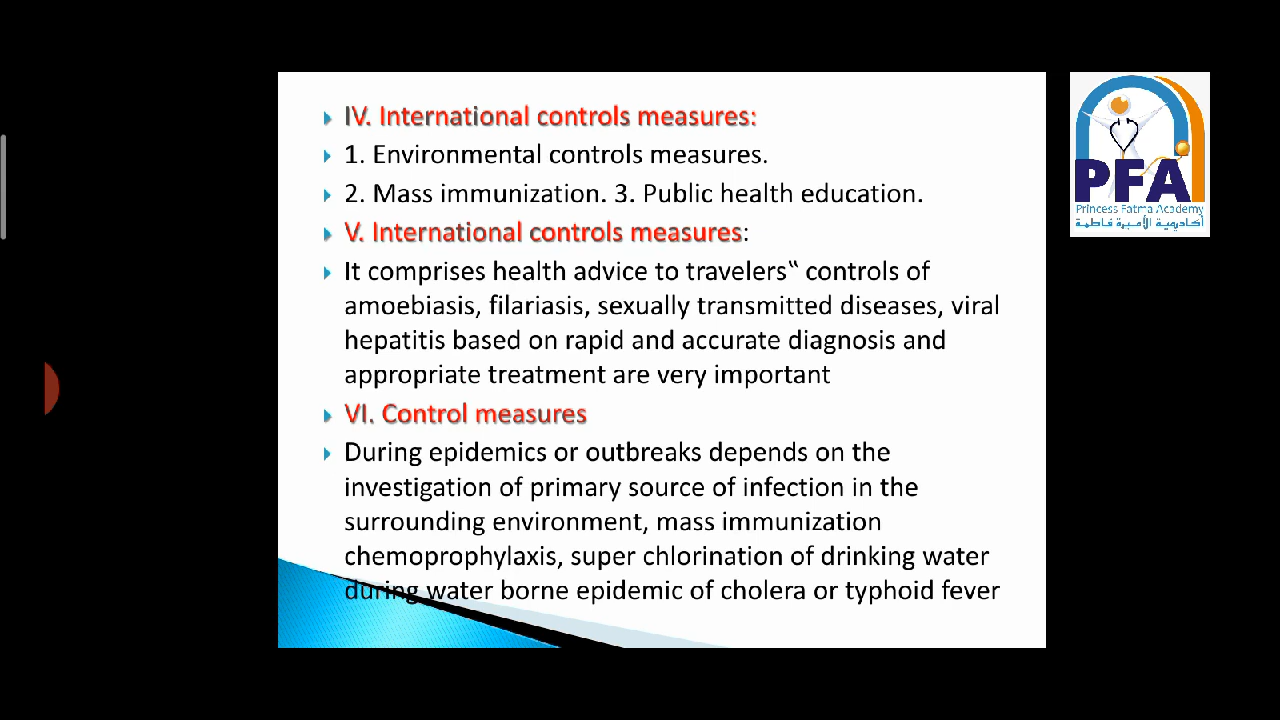 IV. International controls measures:
1. Environmental controls measures.
2. Mass immunization. 3. Public health education.
V. International controls measures:
It comprises health advice to travelers‟ controls of
amoebiasis, filariasis, sexually transmitted diseases, viral
hepatitis based on rapid and accurate diagnosis and
appropriate treatment are very important
VI. Control measures
During epidemics or outbreaks depends on the
investigation of primary source of infection in the
surrounding environment, mass immunization
chemoprophylaxis, super chlorination of drinking water
during water borne epidemic of cholera or typhoid fever
PFA
Princess Fatma Academy
أكاديمية الأميرة فاطمة